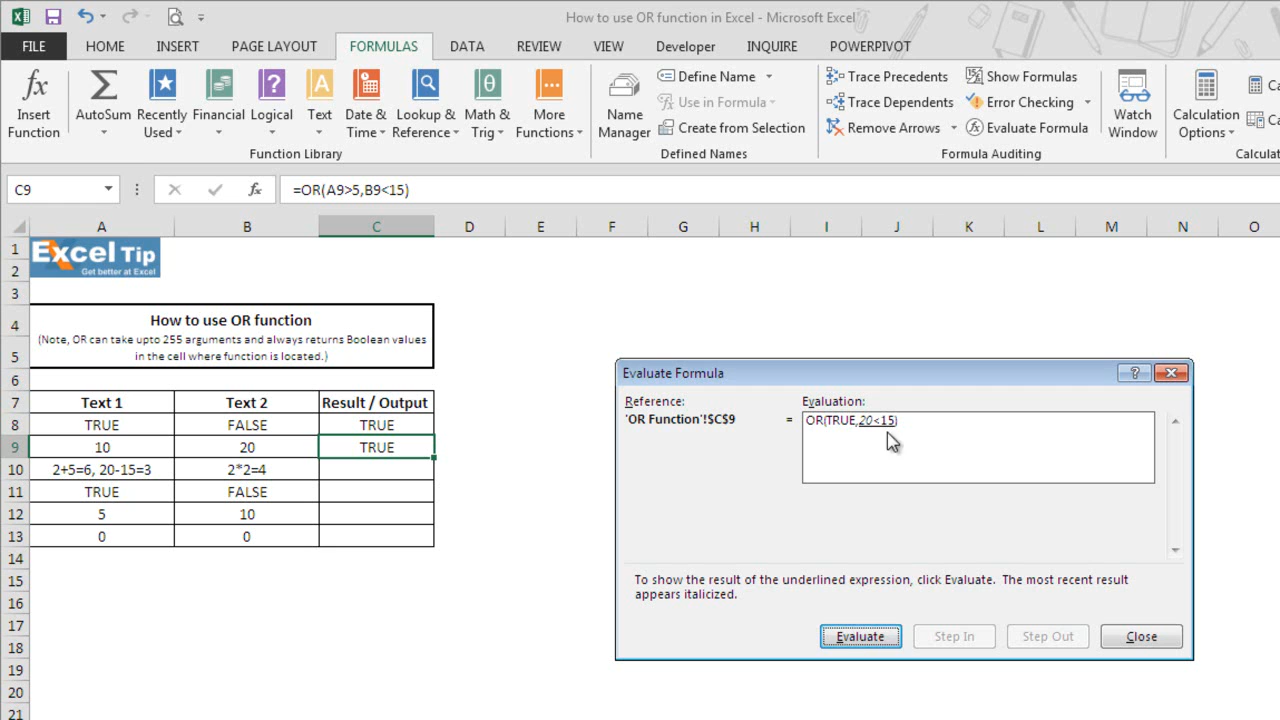 How to use OR function in Excel - Microsoft Excel
FILE HOME INSERT PAGE LAYOUT FORMULAS DATA REVIEW VIEW Developer INQUIRE POWERPIVOT
Insert Function
AutoSum
Recently Used
Financial
Logical
Text
Date & Time
Lookup & Reference
Math & Trig
More Functions
Function Library
Name Manager
Define Name
Use in Formula
Create from Selection
Defined Names
Trace Precedents
Trace Dependents
Remove Arrows
Show Formulas
Error Checking
Evaluate Formula
Formula Auditing
Watch Window
Calculation Options
Ca
Ca
Calculat
C9 fx =OR(A9>5,B9<15)
A B C D E F G H I J K L M N O
1
2
3
4
5
6
7
8
9
10
11
12
13
14
15
16
17
18
19
20
21
Excel Tip
Get better at Excel
How to use OR function
(Note, OR can take upto 255 arguments and always returns Boolean values
in the cell where function is located.)
Text 1 Text 2 Result / Output
TRUE FALSE TRUE
10 20 TRUE
2+5=6, 20-15=3 2*2=4
TRUE FALSE
5 10
0 0
Evaluate Formula
Reference: Evaluation:
'OR Function'!$C$9 = OR(TRUE,20<15)
To show the result of the underlined expression, click Evaluate. The most recent result
appears italicized.
Evaluate Step In Step Out Close